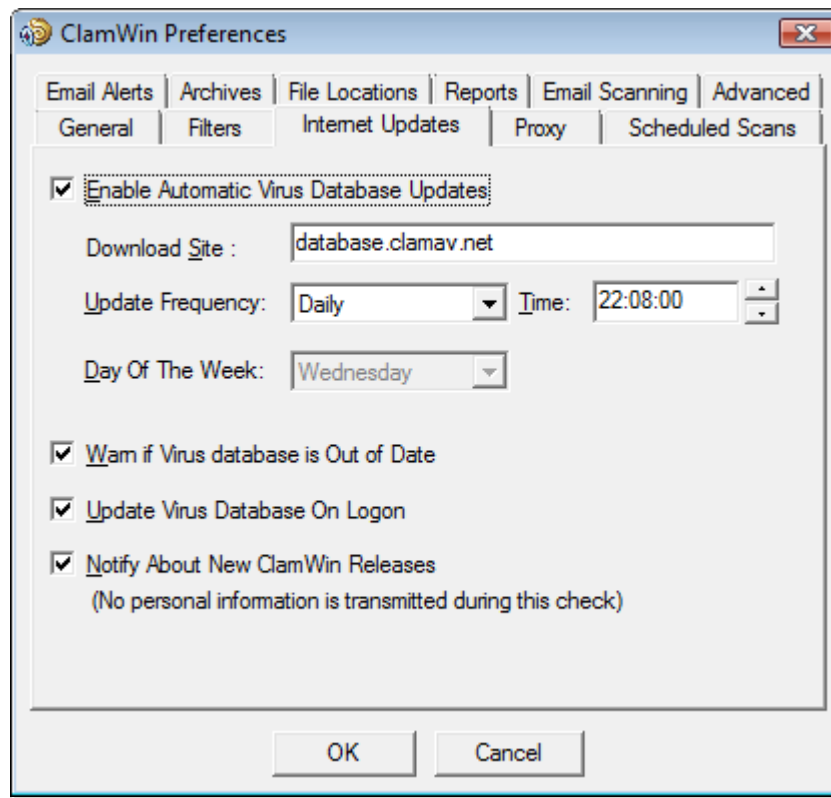 ClamWin Preferences
Email Alerts Archives File Locations Reports Email Scanning Advanced
General Filters Internet Updates Proxy Scheduled Scans
Enable Automatic Virus Database Updates
Download Site : database.clamav.net
Update Frequency: Daily Time: 22:08:00
Day Of The Week: Wednesday
Warn if Virus database is Out of Date
Update Virus Database On Logon
Notify About New ClamWin Releases
(No personal information is transmitted during this check)
OK Cancel